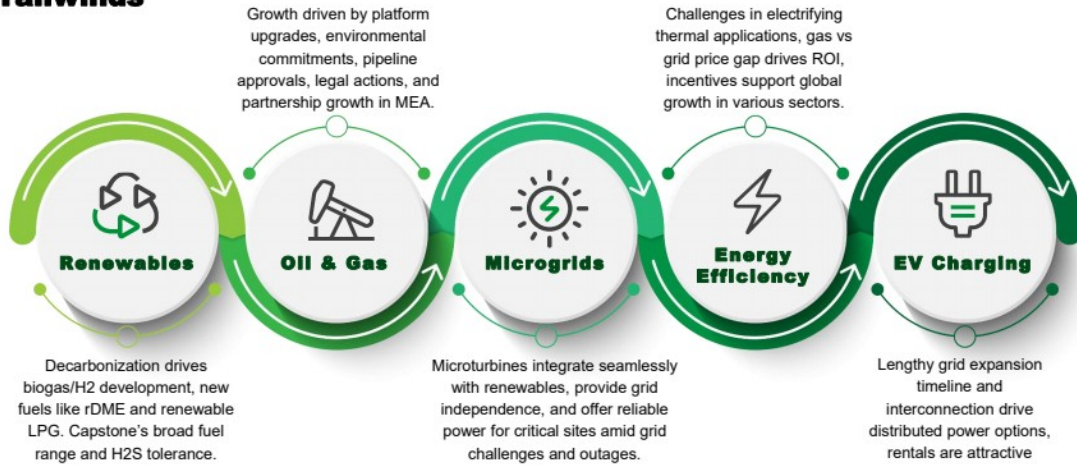 Tailwinds
Growth driven by platform
upgrades, environmental
commitments, pipeline
approvals, legal actions, and
partnership growth in MEA.
Challenges in electrifying
thermal applications, gas vs
grid price gap drives ROI,
incentives support global
growth in various sectors.
Renewables
Oil & Gas
Microgrids
Energy
Efficiency
EV Charging
Decarbonization drives
biogas/H2 development, new
fuels like rDME and renewable
LPG. Capstone's broad fuel
range and H2S tolerance.
Microturbines integrate seamlessly
with renewables, provide grid
independence, and offer reliable
power for critical sites amid grid
challenges and outages.
Lengthy grid expansion
timeline and
interconnection drive
distributed power options,
rentals are attractive